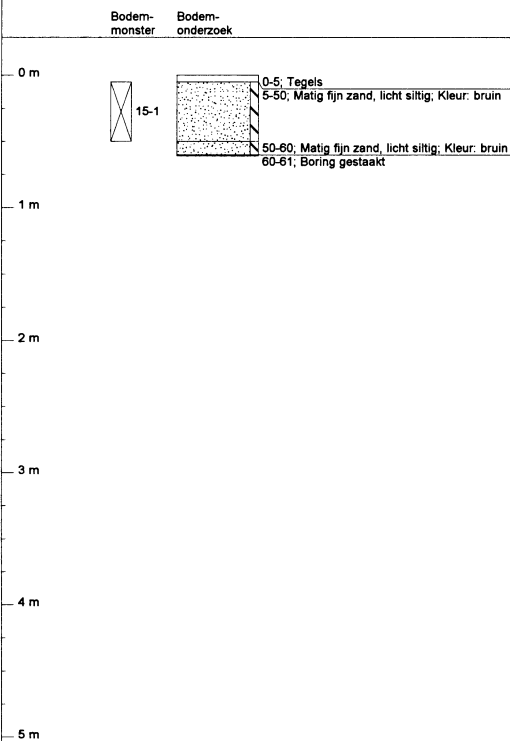 Bodem- Bodem-
monster onderzoek
0 m
0-5; Tegels
5-50; Matig fijn zand, licht siltig; Kleur: bruin
15-1
50-60; Matig fijn zand, licht siltig; Kleur: bruin
60-61; Boring gestaakt
1 m
2 m
3 m
4 m
5 m